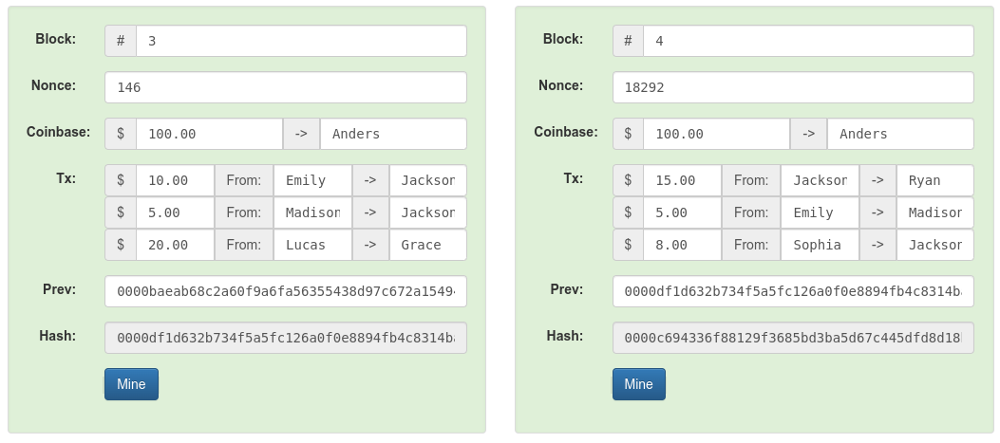 Block: # 3
Nonce: 146
Coinbase: $ 100.00 -> Anders
Tx: $ 10.00 From: Emily -> Jackson
$ 5.00 From: Madison -> Jackson
$ 20.00 From: Lucas -> Grace
Prev: 0000baeab68c2a60f9a6fa56355438d97c672a1549
Hash: 0000df1d632b734f5a5fc126a0f0e8894fb4c8314b
Mine
Block: # 4
Nonce: 18292
Coinbase: $ 100.00 -> Anders
Tx: $ 15.00 From: Jackson -> Ryan
$ 5.00 From: Emily -> Madison
$ 8.00 From: Sophia -> Jackson
Prev: 0000df1d632b734f5a5fc126a0f0e8894fb4c8314b
Hash: 0000c694336f88129f3685bd3ba5d67c445dfd8d18
Mine